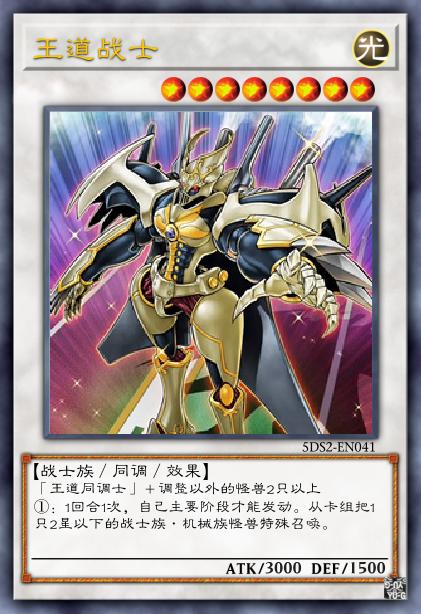 王道战士
光
5DS2-EN041
【战士族／同调／效果】
「王道同调士」＋调整以外的怪兽2只以上
①：1回合1次，自己主要阶段才能发动。从卡组把1
只2星以下的战士族·机械族怪兽特殊召唤。
ATK/3000 DEF/1500